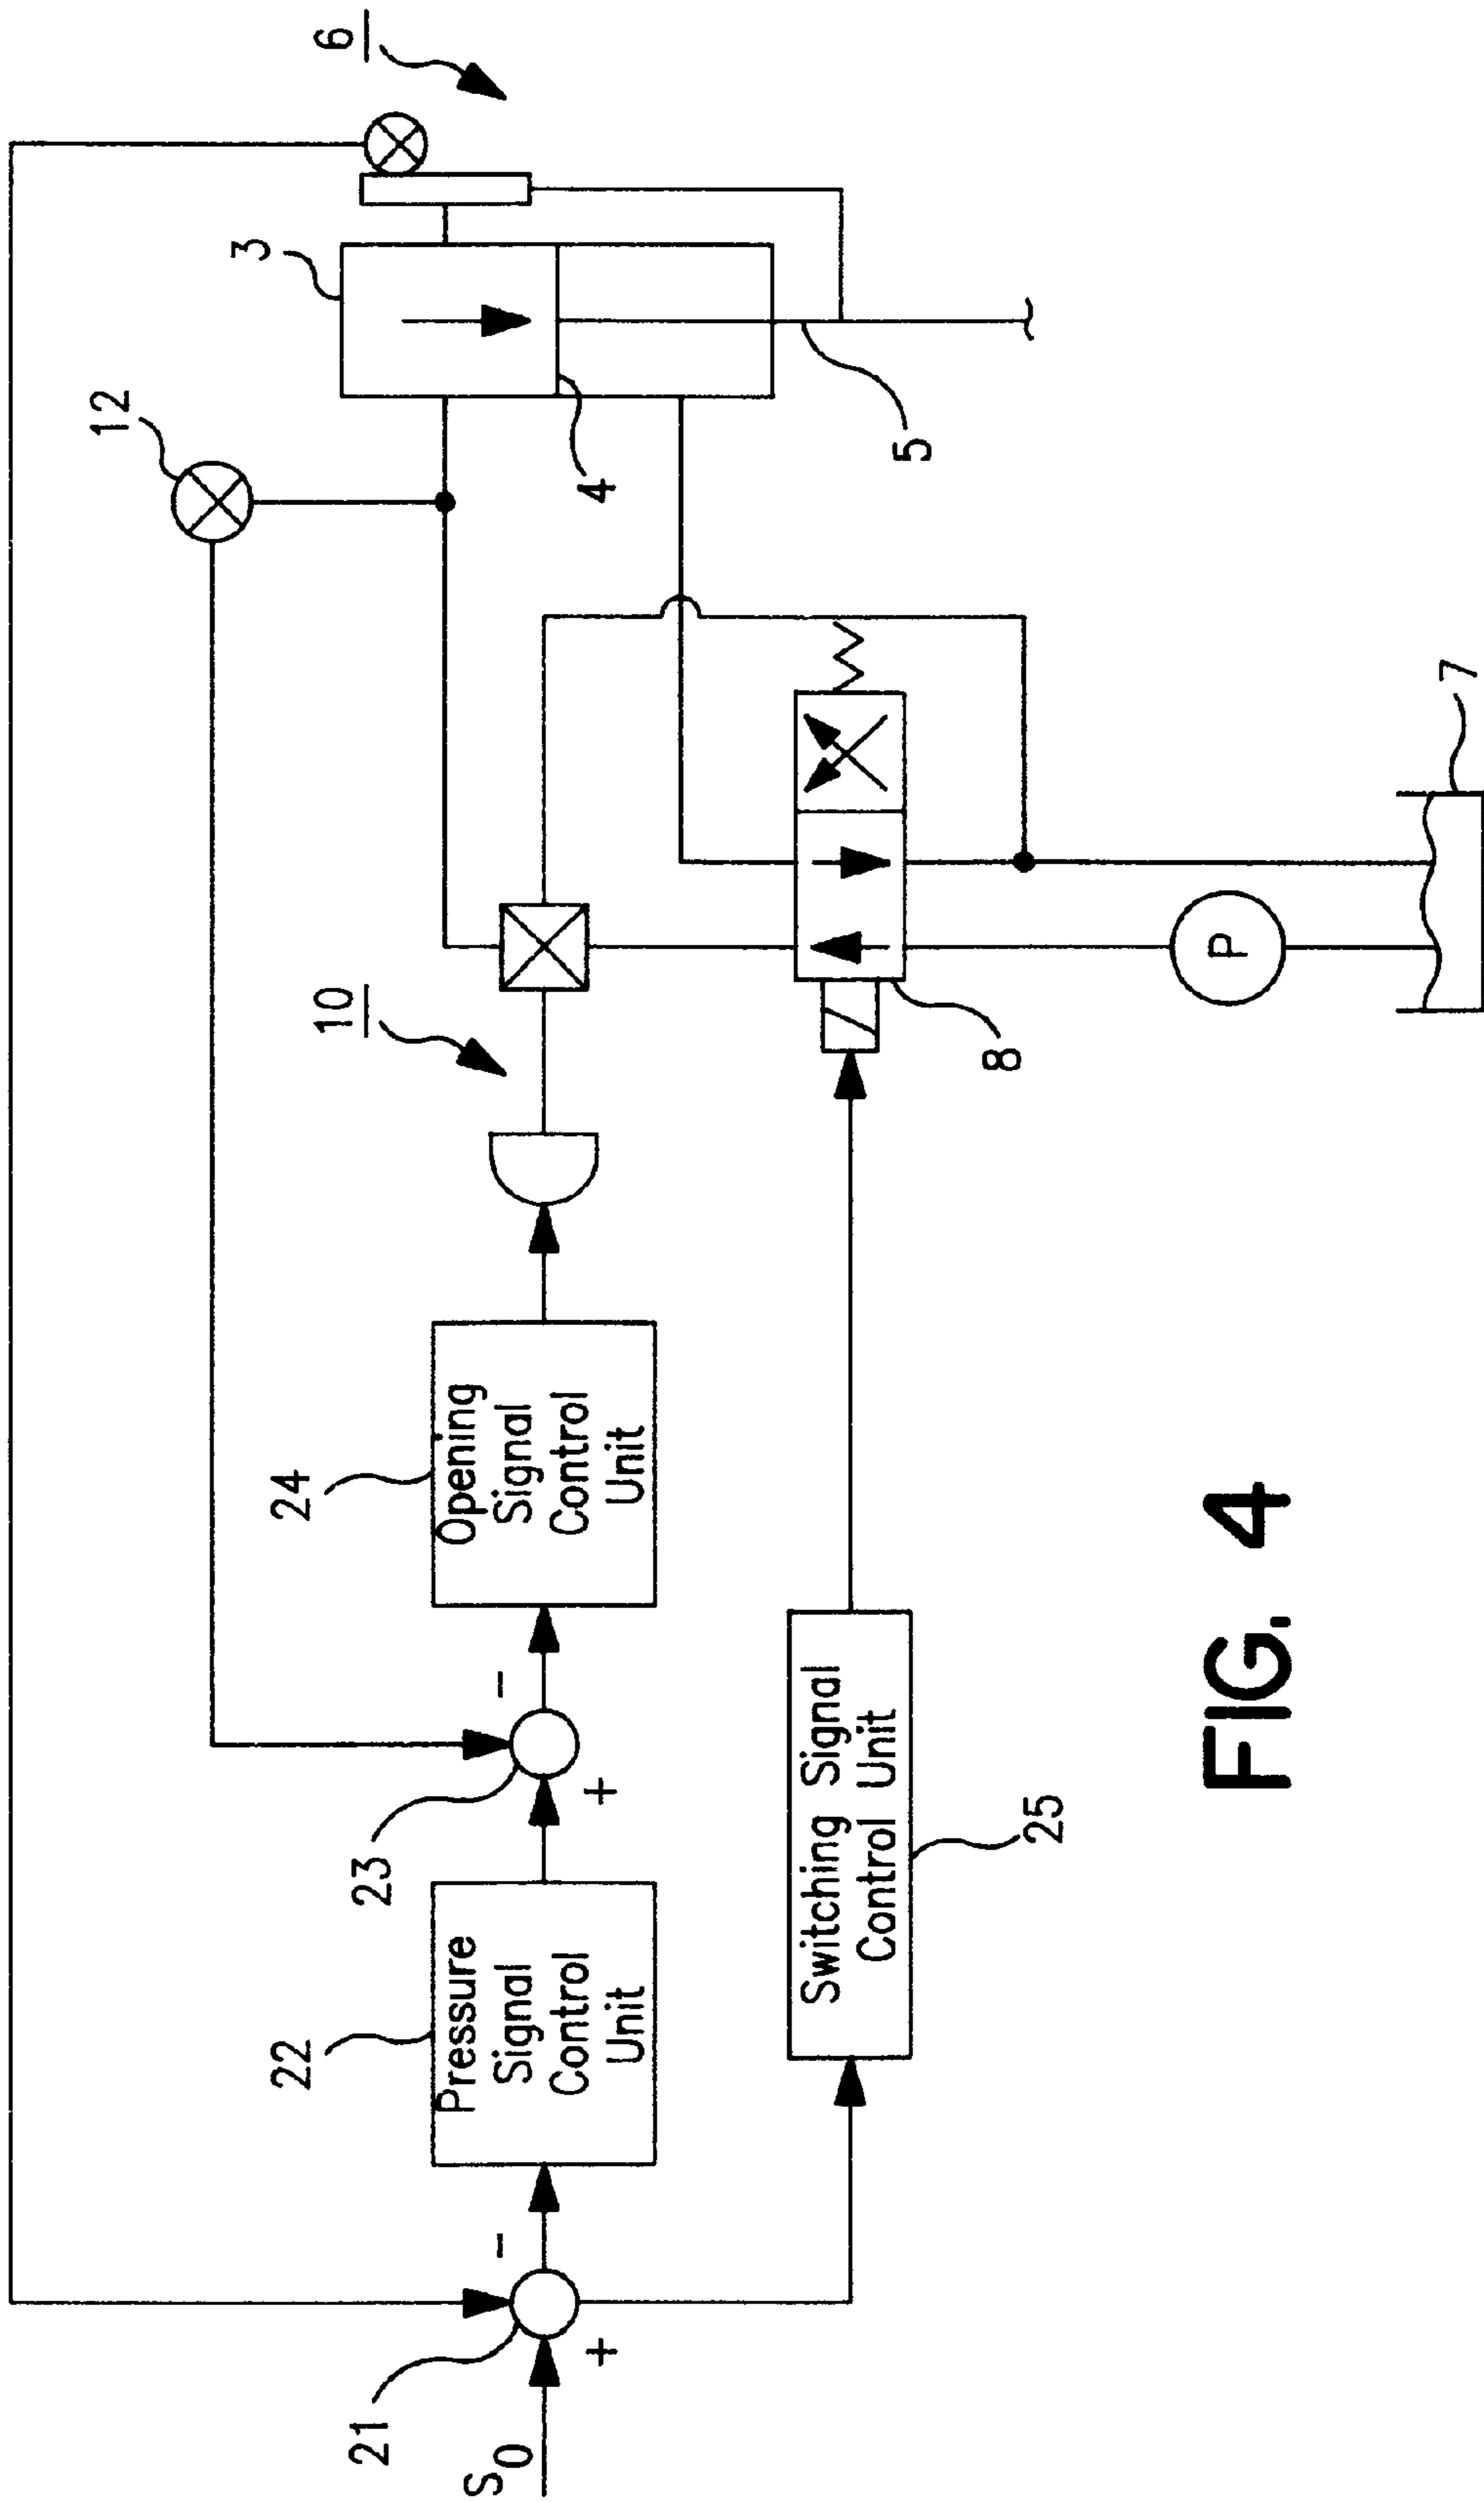 6
3
12
4
5
10
24
Opening
Signal
Control
Unit
-
23
+
22
Pressure
Signal
Control
Unit
-
21
+
S0
8
P
7
Switching Signal
Control Unit
25
FIG. 4